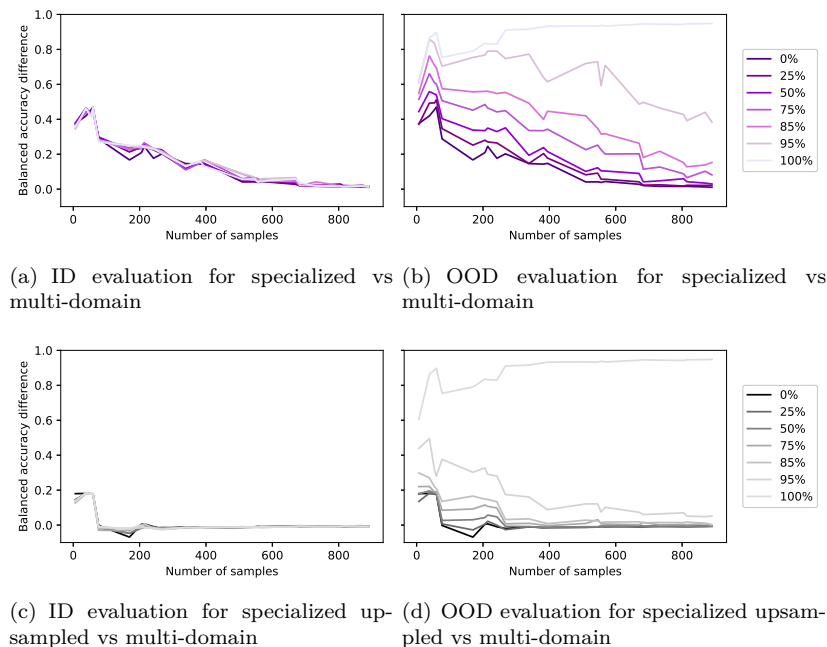 1.0
0.8
0.6
0.4
0.2
0.0
Balanced accuracy difference
0 200 400 600 800
Number of samples
(a) ID evaluation for specialized vs
multi-domain
0 200 400 600 800
Number of samples
(b) OOD evaluation for specialized vs
multi-domain
0%
25%
50%
75%
85%
95%
100%
1.0
0.8
0.6
0.4
0.2
0.0
Balanced accuracy difference
0 200 400 600 800
Number of samples
(c) ID evaluation for specialized up-
sampled vs multi-domain
0 200 400 600 800
Number of samples
(d) OOD evaluation for specialized upsam-
pled vs multi-domain
0%
25%
50%
75%
85%
95%
100%